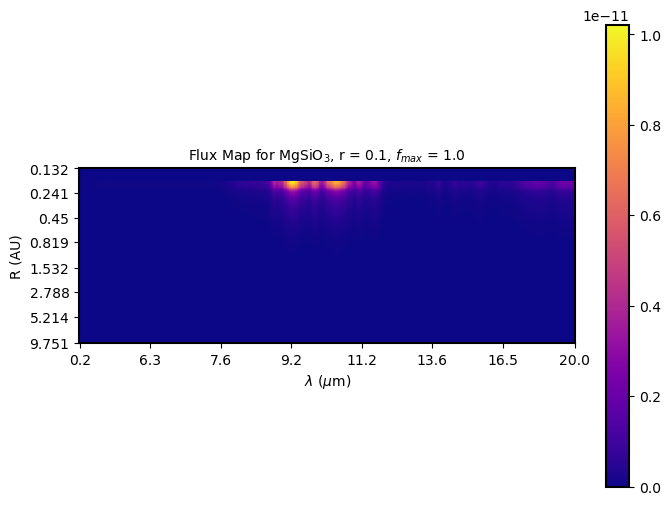 1e−11
Flux Map for MgSiO₃, r = 0.1, fₘₐₓ = 1.0
1.0
0.8
0.6
0.4
0.2
0.0
R (AU)
0.132
0.241
0.45
0.819
1.532
2.788
5.214
9.751
0.2 6.3 7.6 9.2 11.2 13.6 16.5 20.0
λ (μm)